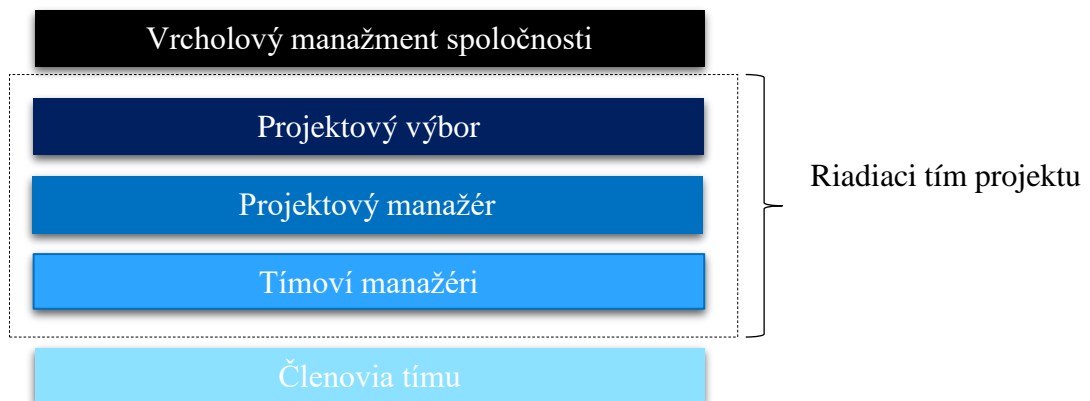 Vrcholový manažment spoločnosti
Projektový výbor
Projektový manažér
Tímoví manažéri
Členovia tímu
Riadiaci tím projektu